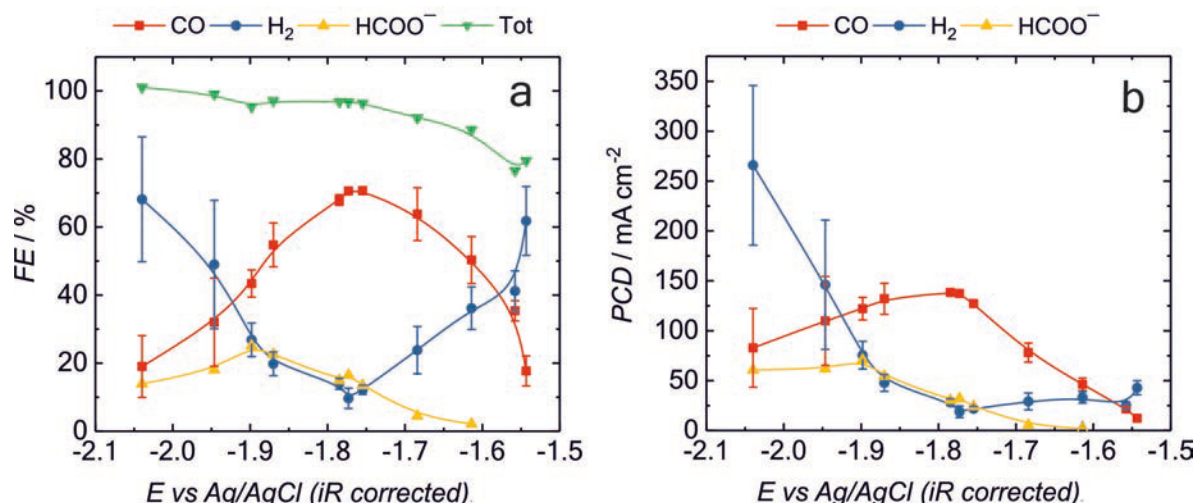 CO H₂ HCOO⁻ Tot
a
100
80
60
40
20
0
FE / %
-2.1 -2.0 -1.9 -1.8 -1.7 -1.6 -1.5
E vs Ag/AgCl (iR corrected)
CO H₂ HCOO⁻
b
350
300
250
200
150
100
50
0
PCD / mA cm⁻²
-2.1 -2.0 -1.9 -1.8 -1.7 -1.6 -1.5
E vs Ag/AgCl (iR corrected)